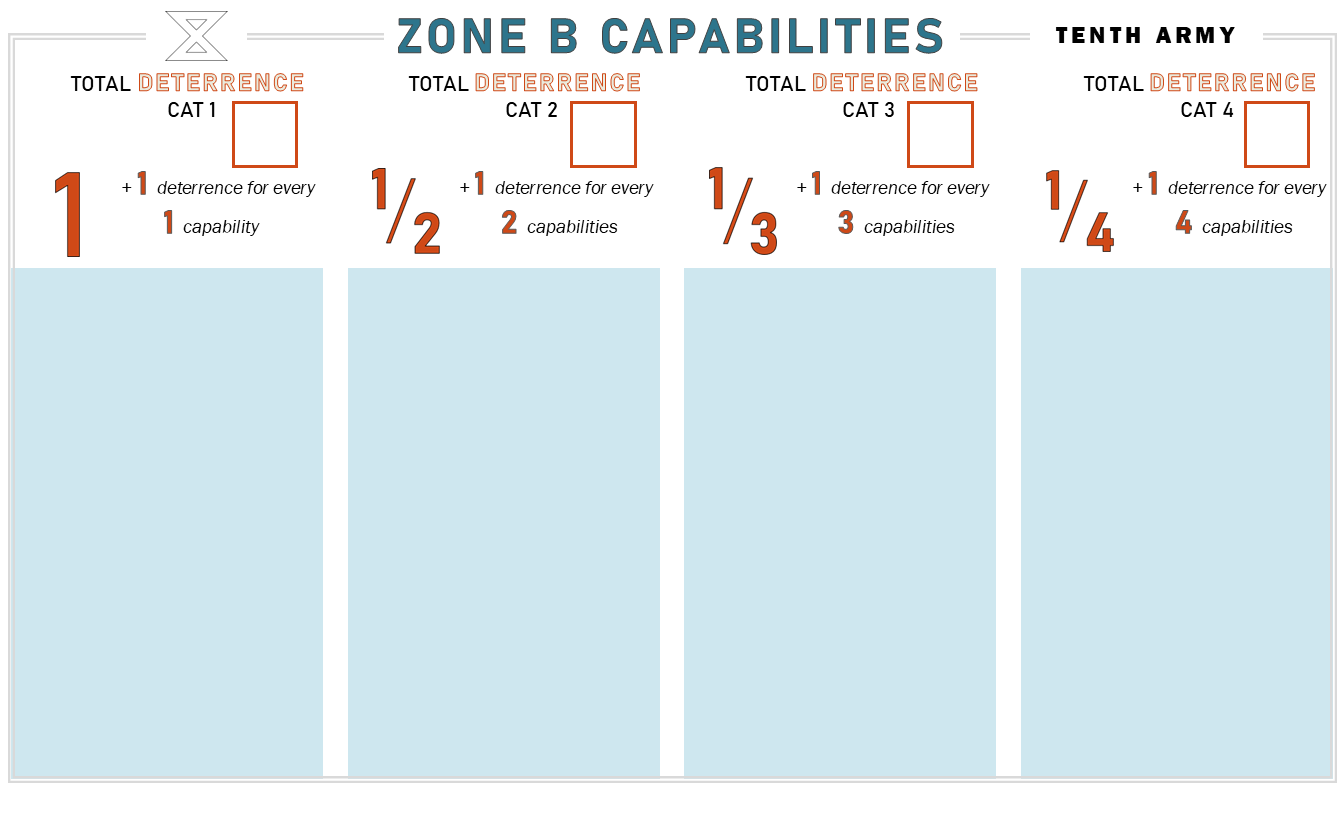 ZONE B CAPABILITIES
TENTH ARMY
TOTAL DETERRENCE
CAT 1
1
+ 1 deterrence for every
1 capability
TOTAL DETERRENCE
CAT 2
1/2
+ 1 deterrence for every
2 capabilities
TOTAL DETERRENCE
CAT 3
1/3
+ 1 deterrence for every
3 capabilities
TOTAL DETERRENCE
CAT 4
1/4
+ 1 deterrence for every
4 capabilities